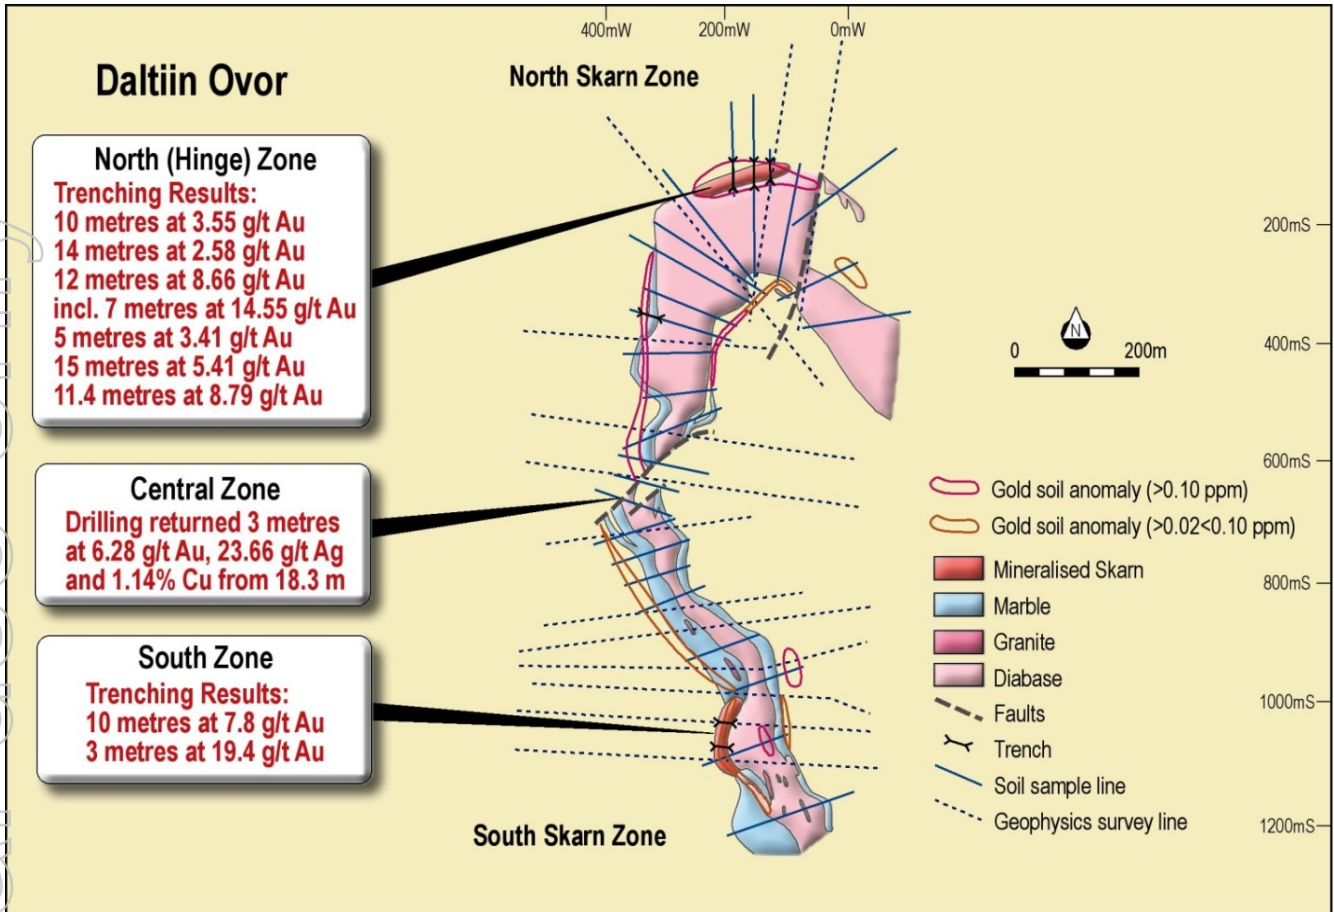 400mW 200mW 0mW
Daltiin Ovor
North Skarn Zone
North (Hinge) Zone
Trenching Results:
10 metres at 3.55 g/t Au
14 metres at 2.58 g/t Au
12 metres at 8.66 g/t Au
incl. 7 metres at 14.55 g/t Au
5 metres at 3.41 g/t Au
15 metres at 5.41 g/t Au
11.4 metres at 8.79 g/t Au
Central Zone
Drilling returned 3 metres
at 6.28 g/t Au, 23.66 g/t Ag
and 1.14% Cu from 18.3 m
South Zone
Trenching Results:
10 metres at 7.8 g/t Au
3 metres at 19.4 g/t Au
South Skarn Zone
N
0 200m
200mS
400mS
600mS
800mS
1000mS
1200mS
Gold soil anomaly (>0.10 ppm)
Gold soil anomaly (>0.02<0.10 ppm)
Mineralised Skarn
Marble
Granite
Diabase
Faults
Trench
Soil sample line
Geophysics survey line